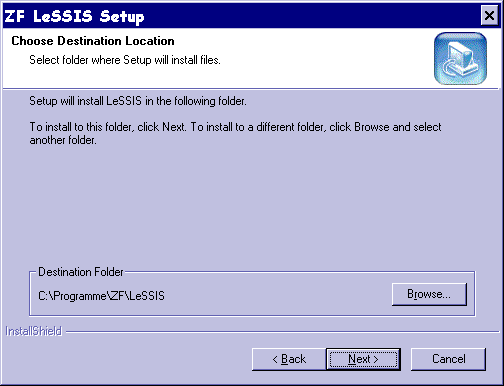 ZF LeSSIS Setup
Choose Destination Location
Select folder where Setup will install files.
Setup will install LeSSIS in the following folder.
To install to this folder, click Next. To install to a different folder, click Browse and select
another folder.
Destination Folder
C:\Programme\ZF\LeSSIS
Browse...
InstallShield
< Back
Next >
Cancel